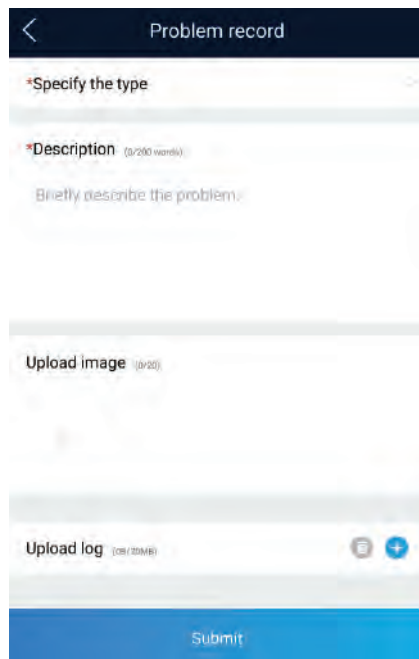 Problem record
*Specify the type
*Description (0/200 words)
Briefly describe the problem.
Upload image (0/20)
Upload log (0B/20MB)
Submit